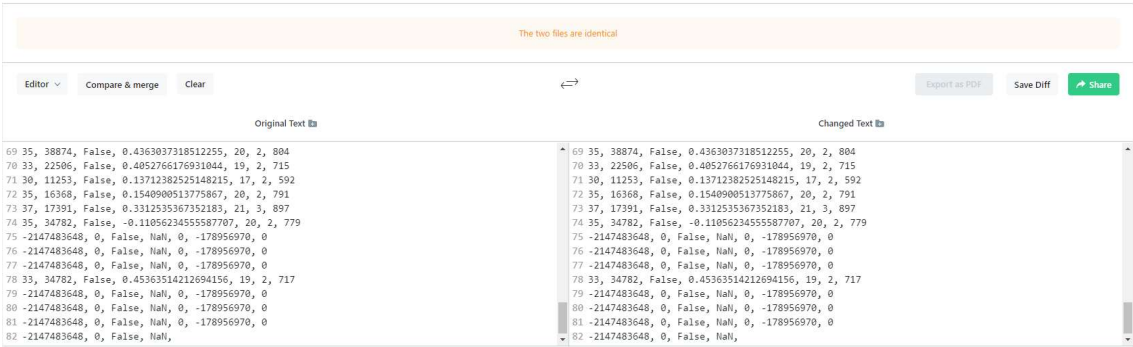 The two files are identical
Editor Compare & merge Clear Export as PDF Save Diff Share
Original Text Changed Text
69 35, 38874, False, 0.4363037318512255, 20, 2, 804
70 33, 22506, False, 0.4052766176931044, 19, 2, 715
71 30, 11253, False, 0.13712382525148215, 17, 2, 592
72 35, 16368, False, 0.1540900513775867, 20, 2, 791
73 37, 17391, False, 0.3312535367352183, 21, 3, 897
74 35, 34782, False, -0.11056234555587707, 20, 2, 779
75 -2147483648, 0, False, NaN, 0, -178956970, 0
76 -2147483648, 0, False, NaN, 0, -178956970, 0
77 -2147483648, 0, False, NaN, 0, -178956970, 0
78 33, 34782, False, 0.45363514212694156, 19, 2, 717
79 -2147483648, 0, False, NaN, 0, -178956970, 0
80 -2147483648, 0, False, NaN, 0, -178956970, 0
81 -2147483648, 0, False, NaN, 0, -178956970, 0
82 -2147483648, 0, False, NaN,
69 35, 38874, False, 0.4363037318512255, 20, 2, 804
70 33, 22506, False, 0.4052766176931044, 19, 2, 715
71 30, 11253, False, 0.13712382525148215, 17, 2, 592
72 35, 16368, False, 0.1540900513775867, 20, 2, 791
73 37, 17391, False, 0.3312535367352183, 21, 3, 897
74 35, 34782, False, -0.11056234555587707, 20, 2, 779
75 -2147483648, 0, False, NaN, 0, -178956970, 0
76 -2147483648, 0, False, NaN, 0, -178956970, 0
77 -2147483648, 0, False, NaN, 0, -178956970, 0
78 33, 34782, False, 0.45363514212694156, 19, 2, 717
79 -2147483648, 0, False, NaN, 0, -178956970, 0
80 -2147483648, 0, False, NaN, 0, -178956970, 0
81 -2147483648, 0, False, NaN, 0, -178956970, 0
82 -2147483648, 0, False, NaN,